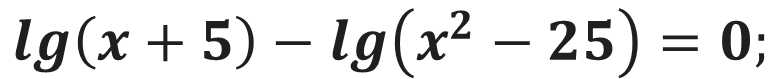 lg(x + 5) − lg(x² − 25) = 0;